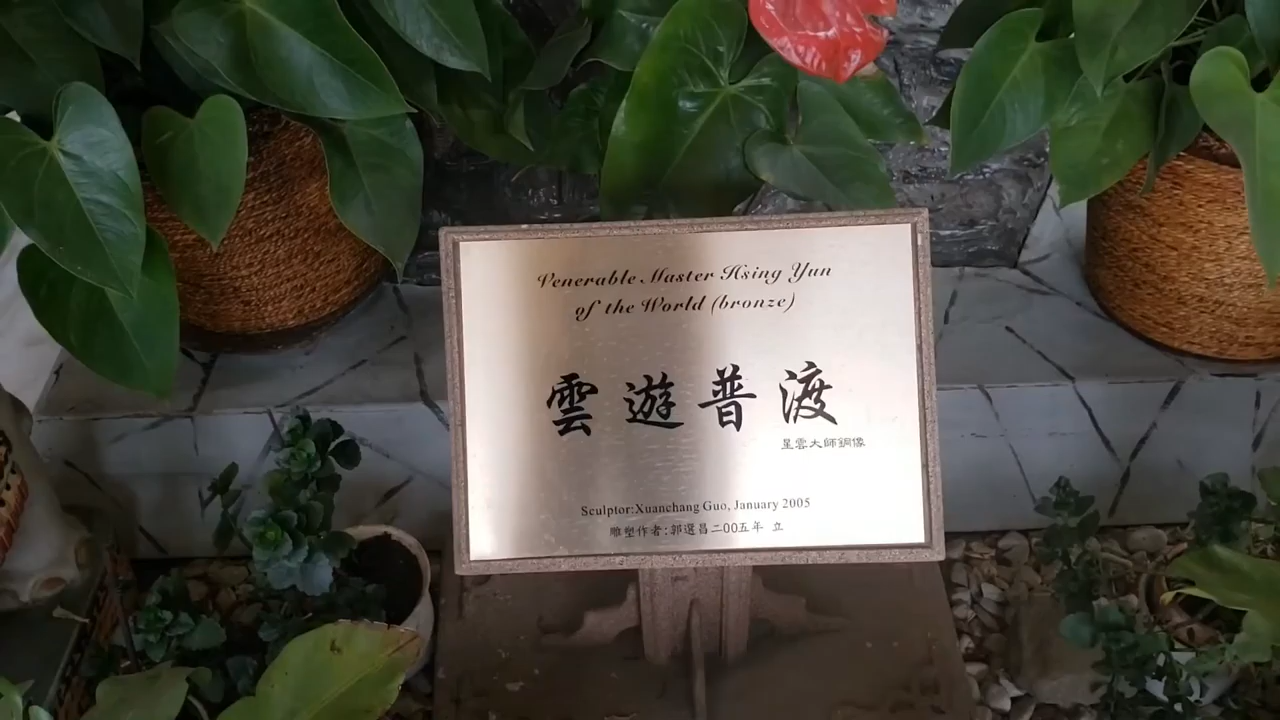 Venerable Master Hsing Yun
of the World (bronze)
雲遊普渡
星雲大師銅像
Sculptor:Xuanchang Guo, January 2005
雕塑作者:郭選昌二00五年 立